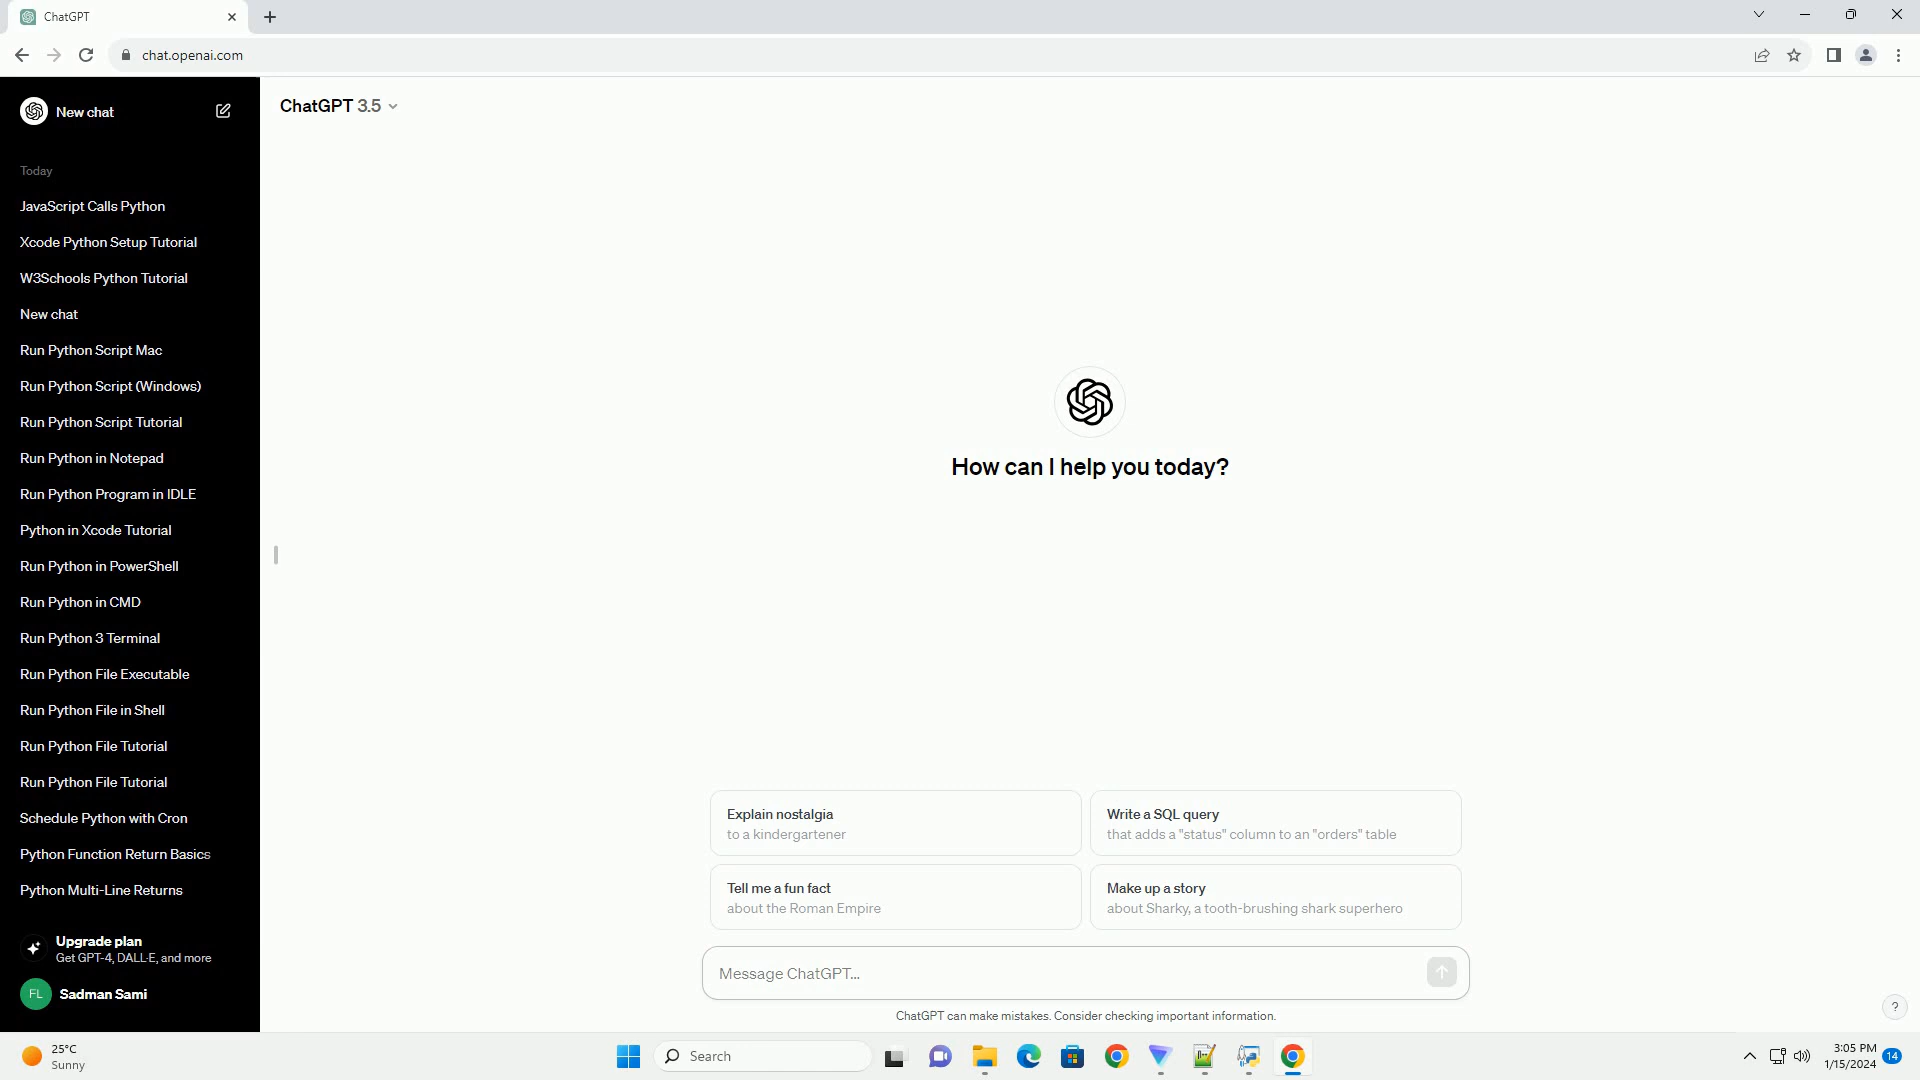 ChatGPT
chat.openai.com
New chat
ChatGPT 3.5
Today
JavaScript Calls Python
Xcode Python Setup Tutorial
W3Schools Python Tutorial
New chat
Run Python Script Mac
Run Python Script (Windows)
Run Python Script Tutorial
Run Python in Notepad
Run Python Program in IDLE
Python in Xcode Tutorial
Run Python in PowerShell
Run Python in CMD
Run Python 3 Terminal
Run Python File Executable
Run Python File in Shell
Run Python File Tutorial
Run Python File Tutorial
Schedule Python with Cron
Python Function Return Basics
Python Multi-Line Returns
Upgrade plan
Get GPT-4, DALL·E, and more
FL Sadman Sami
How can I help you today?
Explain nostalgia
to a kindergartener
Write a SQL query
that adds a "status" column to an "orders" table
Tell me a fun fact
about the Roman Empire
Make up a story
about Sharky, a tooth-brushing shark superhero
Message ChatGPT...
ChatGPT can make mistakes. Consider checking important information.
?
25°C
Sunny
Search
3:05 PM
1/15/2024
14